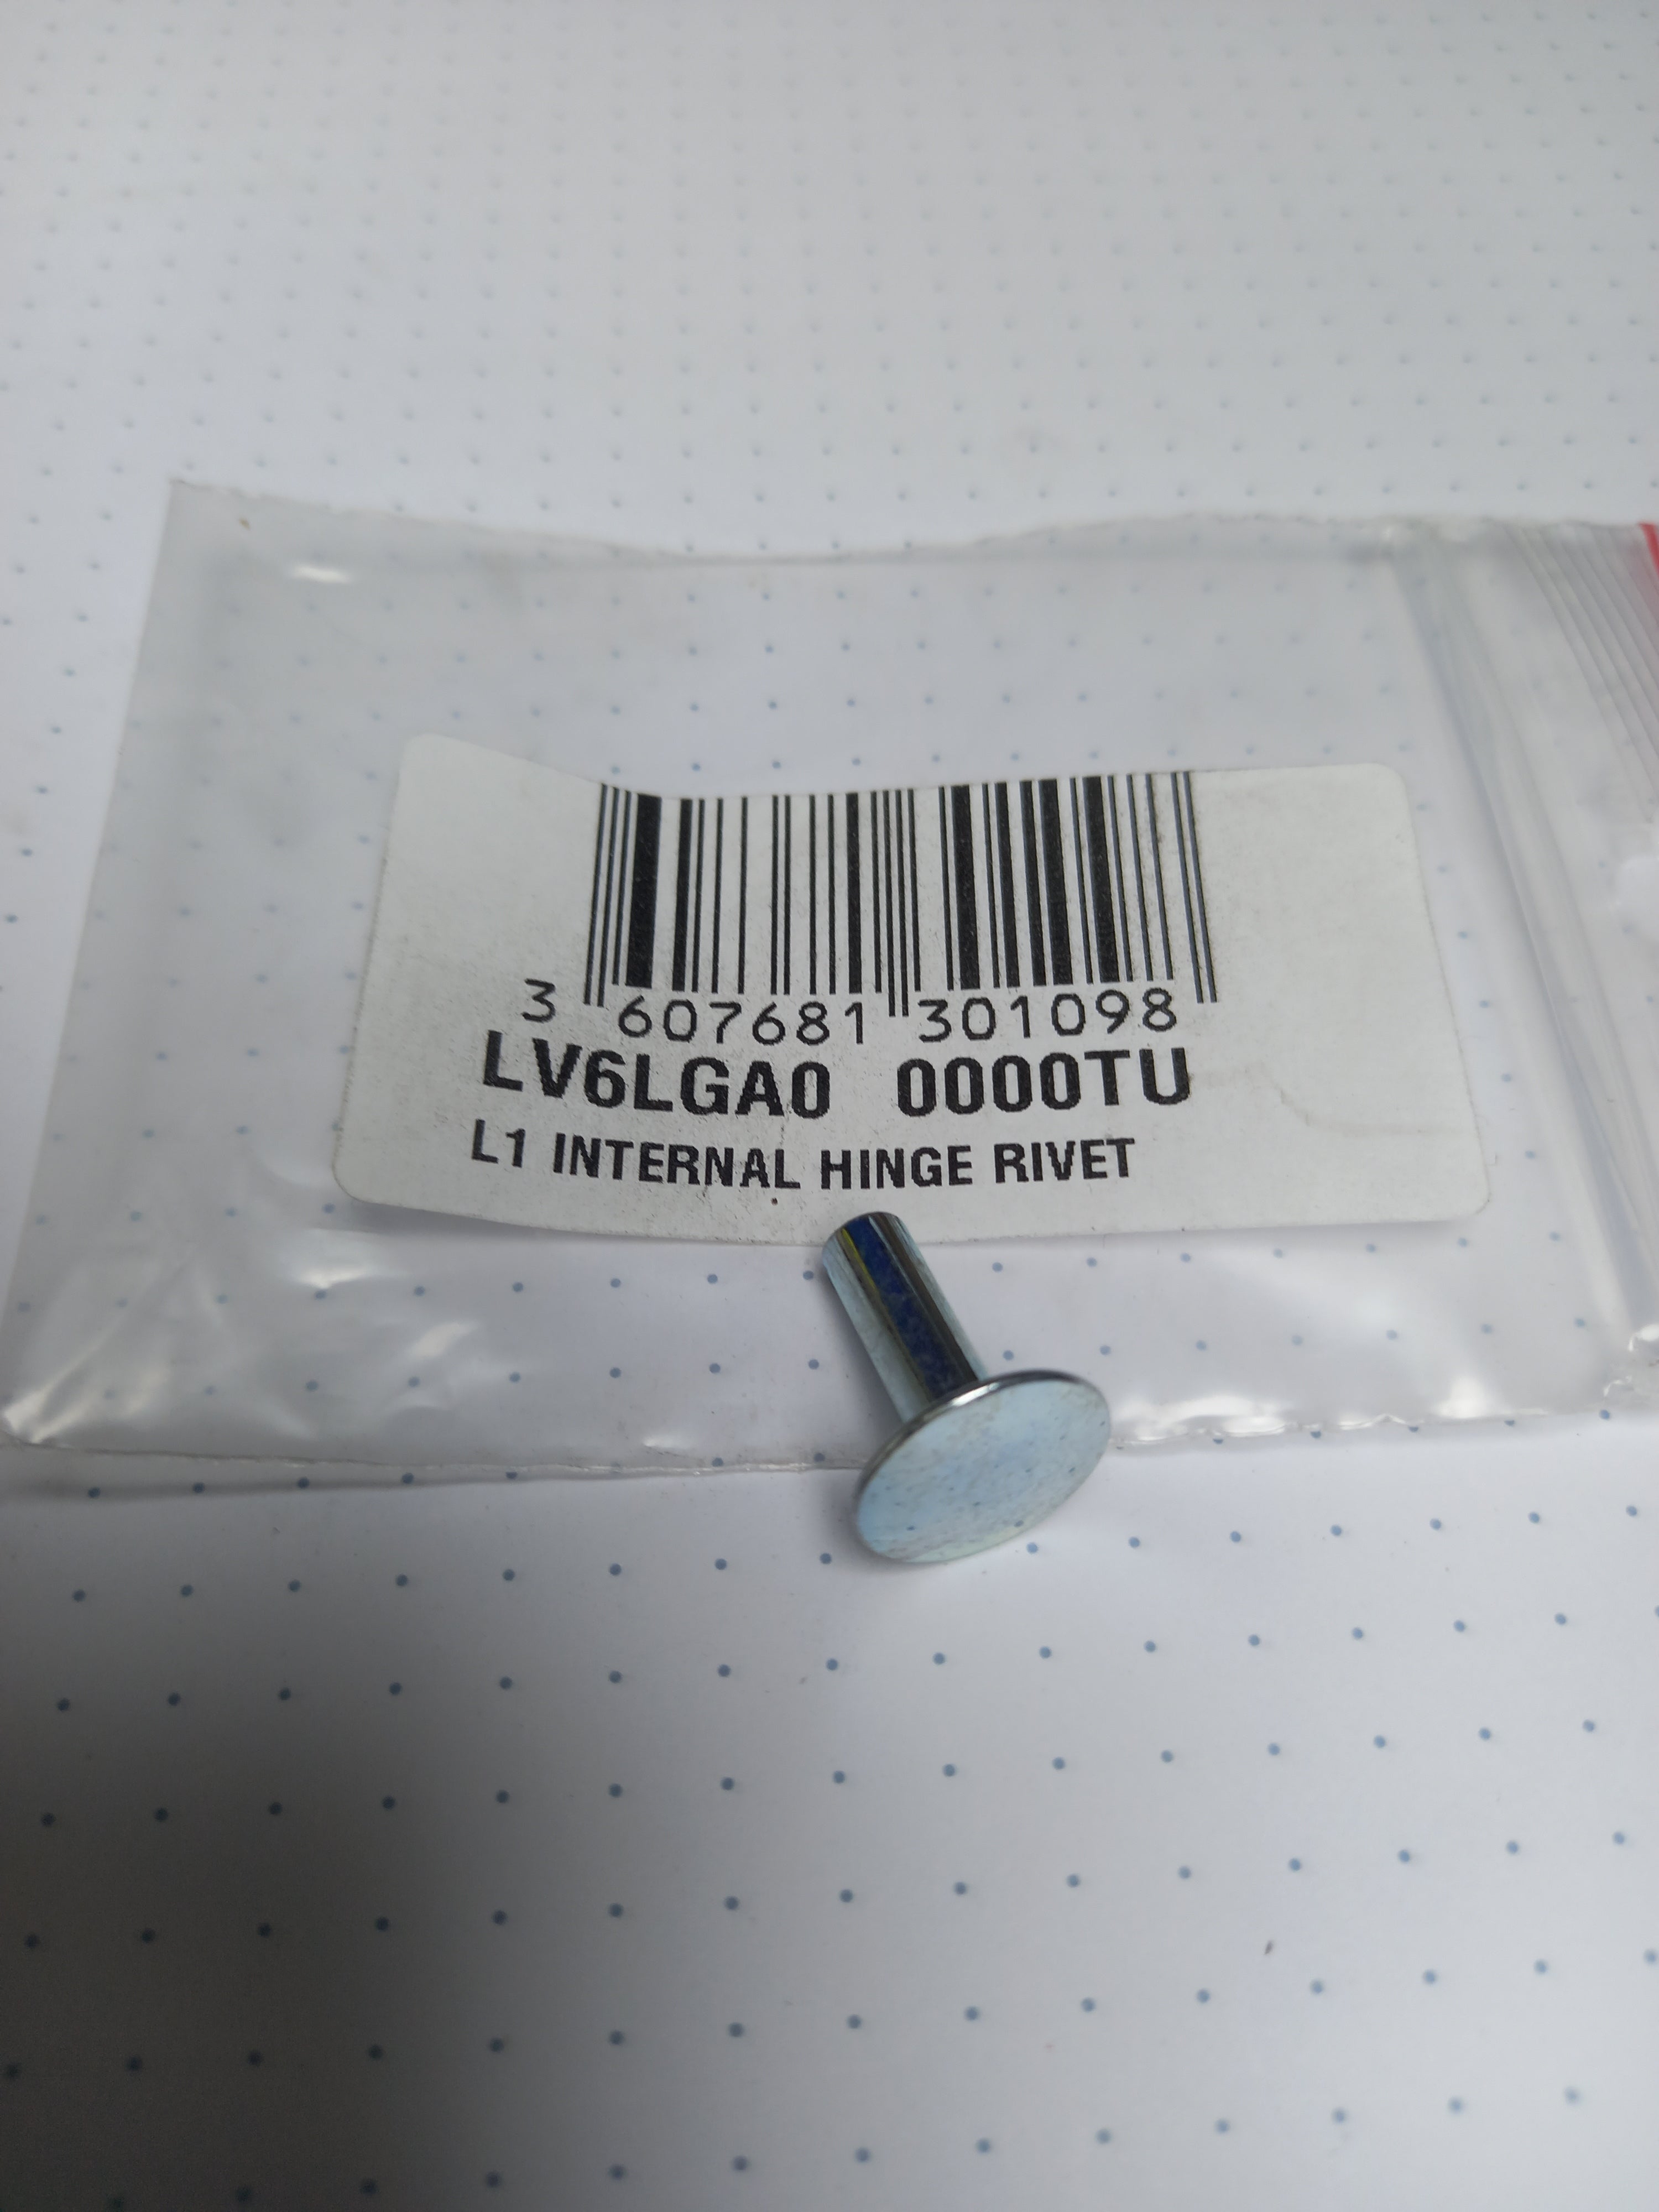 3 607681 301098
LV6LGA0 0000TU
L1 INTERNAL HINGE RIVET